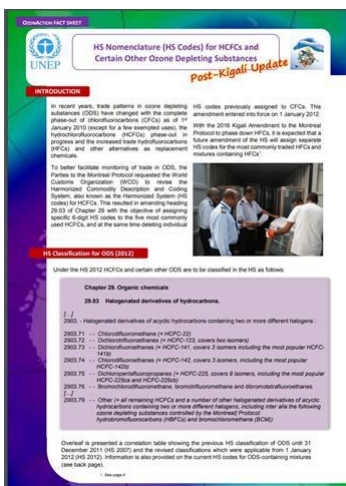 OZONACTION FACT SHEET
UNEP
HS Nomenclature (HS Codes) for HCFCs and
Certain Other Ozone Depleting Substances
Post-Kigali Update
INTRODUCTION
In recent years, trade patterns in ozone depleting
substances (ODS) have changed with the complete
phase-out of chlorofluorocarbons (CFCs) as of 1st
January 2010 (except for a few exempted uses), the
hydrochlorofluorocarbons (HCFCs) phase-out in
progress and the increased trade hydrofluorocarbons
(HFCs) and other alternatives as replacement
chemicals.
To better facilitate monitoring of trade in ODS, the
Parties to the Montreal Protocol requested the World
Customs Organization (WCO) to revise the
Harmonized Commodity Description and Coding
System, also known as the Harmonized System (HS
codes) for HCFCs. This resulted in amending heading
29.03 of Chapter 29 with the objective of assigning
specific 6-digit HS codes to the five most commonly
used HCFCs, and at the same time deleting individual
HS codes previously assigned to CFCs. This
amendment entered into force on 1 January 2012.
With the 2016 Kigali Amendment to the Montreal
Protocol to phase down HFCs, it is expected that a
future amendment of the HS will assign separate
HS codes for the most commonly traded HFCs and
mixtures containing HFCs¹.
HS Classification for ODS (2012)
Under the HS 2012 HCFCs and certain other ODS are to be classified in the HS as follows:
Chapter 29. Organic chemicals
29.03 Halogenated derivatives of hydrocarbons.
[...]
2903. - Halogenated derivatives of acyclic hydrocarbons containing two or more different halogens :
2903.71 - - Chlorodifluoromethane (= HCFC-22)
2903.72 - - Dichlorotrifluoroethanes (= HCFC-123, covers two isomers)
2903.73 - - Dichlorofluoroethanes (= HCFC-141, covers 3 isomers including the most popular HCFC-
141b)
2903.74 - - Chlorodifluoroethanes (= HCFC-142, covers 3 isomers, including the most popular
HCFC-142b)
2903.75 - - Dichloropentafluoropropanes (= HCFC-225, covers 9 isomers, including the most popular
HCFC-225ca and HCFC-225cb)
2903.76 - - Bromochlorodifluoromethane, bromotrifluoromethane and dibromotetrafluoroethanes
[...]
2903.79 - - Other (= all remaining HCFCs and a number of other halogenated derivatives of acyclic
hydrocarbons containing two or more different halogens, including inter alia the following
ozone depleting substances controlled by the Montreal Protocol:
hydrobromofluorocarbons (HBFCs) and bromochloromethane (BCM))
Overleaf is presented a correlation table showing the previous HS classification of ODS until 31
December 2011 (HS 2007) and the revised classifications which were applicable from 1 January
2012 (HS 2012). Information is also provided on the current HS codes for ODS-containing mixtures
(see back page).
1 See page 4